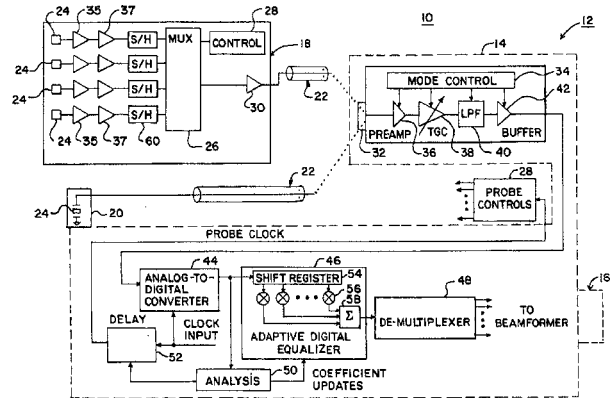 10
12
24 35 37 28 18 14
S/H MUX CONTROL
24 S/H
24 S/H 30 22
24 35 37 S/H 60 26
MODE CONTROL 34 42
32 PREAMP 36 TGC 38 LPF 40 BUFFER
22 28
24 20 PROBE CONTROLS
PROBE CLOCK
44 46 16
ANALOG-TO-DIGITAL CONVERTER
SHIFT REGISTER 54
56
58
Σ
ADAPTIVE DIGITAL EQUALIZER
48
DE-MULTIPLEXER
TO BEAMFORMER
DELAY
52
CLOCK INPUT
50
ANALYSIS
COEFFICIENT UPDATES